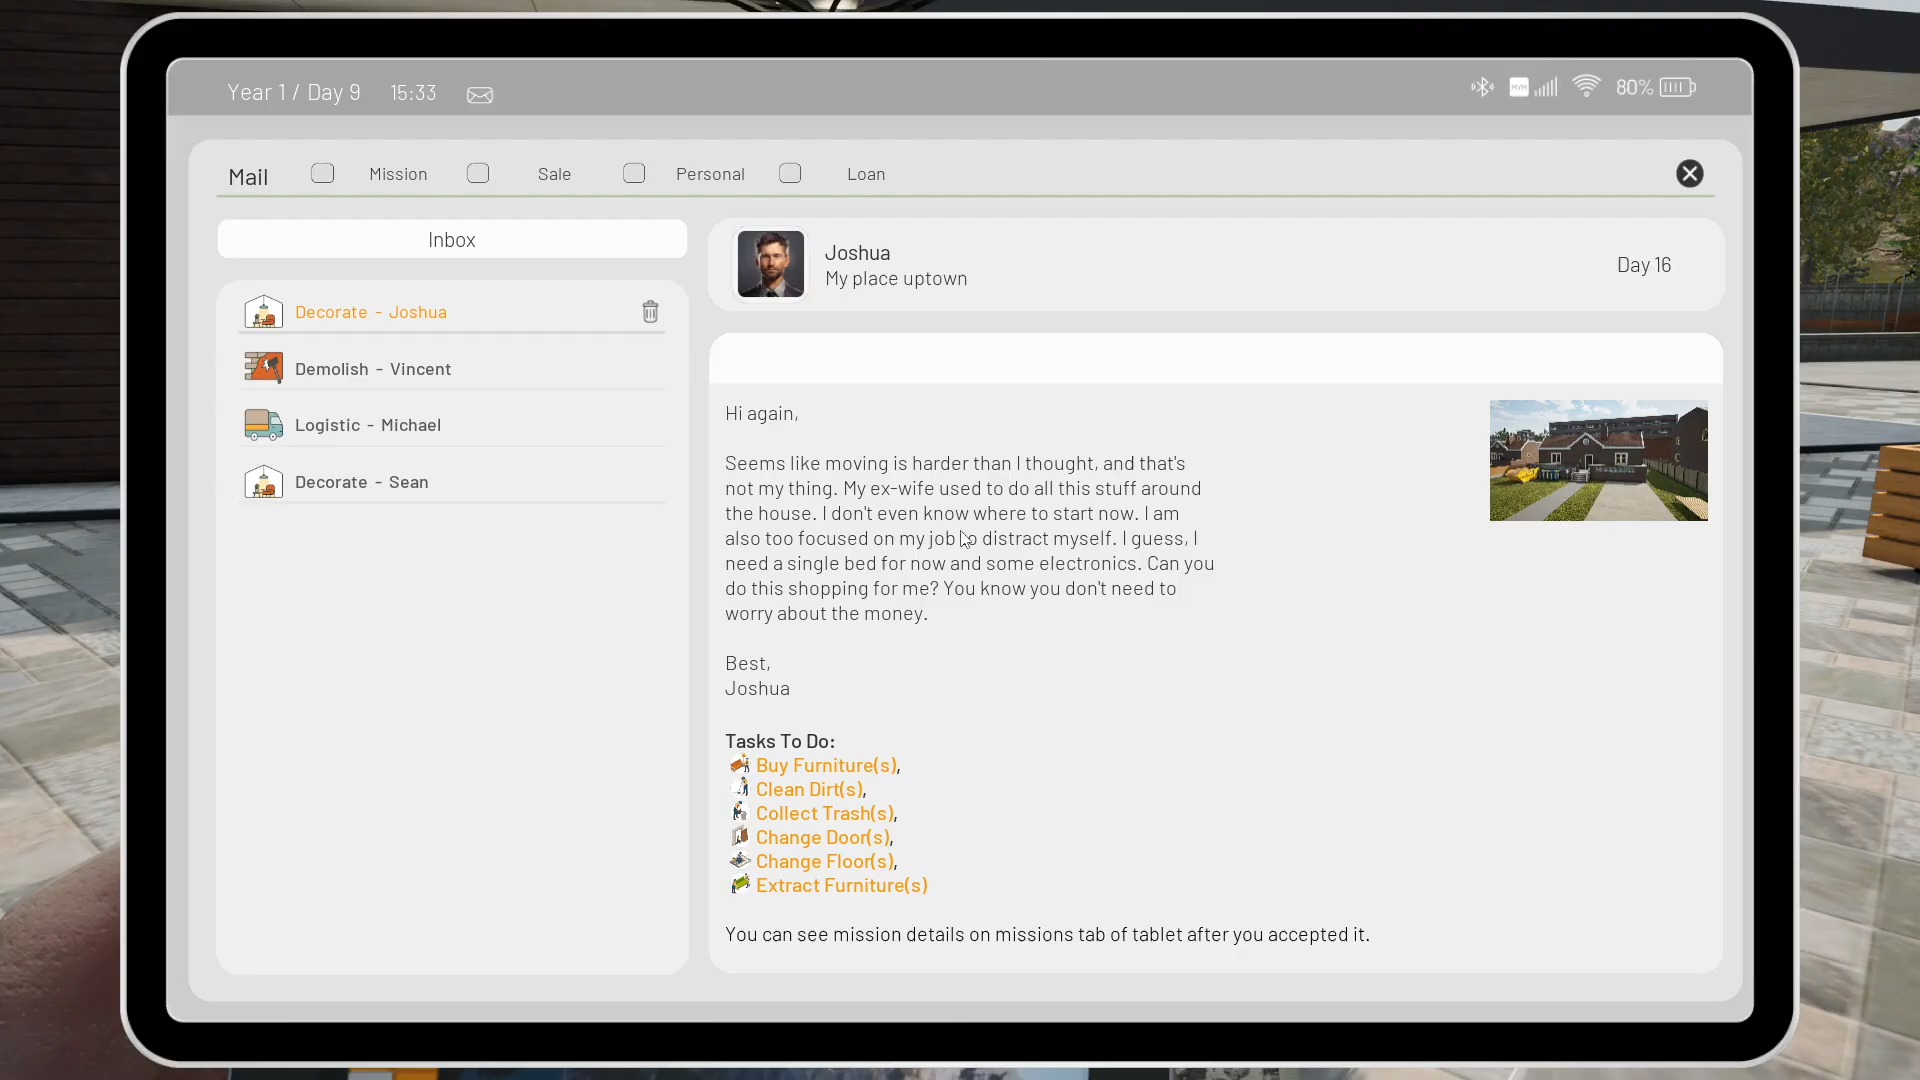 Year 1 / Day 9 15:33
MYM 80%
Mail Mission Sale Personal Loan
Inbox
Decorate - Joshua
Demolish - Vincent
Logistic - Michael
Decorate - Sean
Joshua
My place uptown
Day 16
Hi again,
Seems like moving is harder than I thought, and that's
not my thing. My ex-wife used to do all this stuff around
the house. I don't even know where to start now. I am
also too focused on my job to distract myself. I guess, I
need a single bed for now and some electronics. Can you
do this shopping for me? You know you don't need to
worry about the money.
Best,
Joshua
Tasks To Do:
Buy Furniture(s),
Clean Dirt(s),
Collect Trash(s),
Change Door(s),
Change Floor(s),
Extract Furniture(s)
You can see mission details on missions tab of tablet after you accepted it.